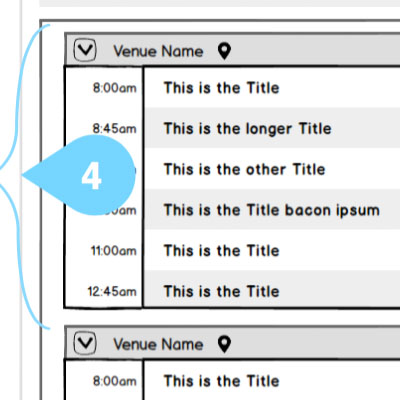 Venue Name
8:00am This is the Title
8:45am This is the longer Title
This is the other Title
4
This is the Title bacon ipsum
11:00am This is the Title
12:45am This is the Title
Venue Name
8:00am This is the Title